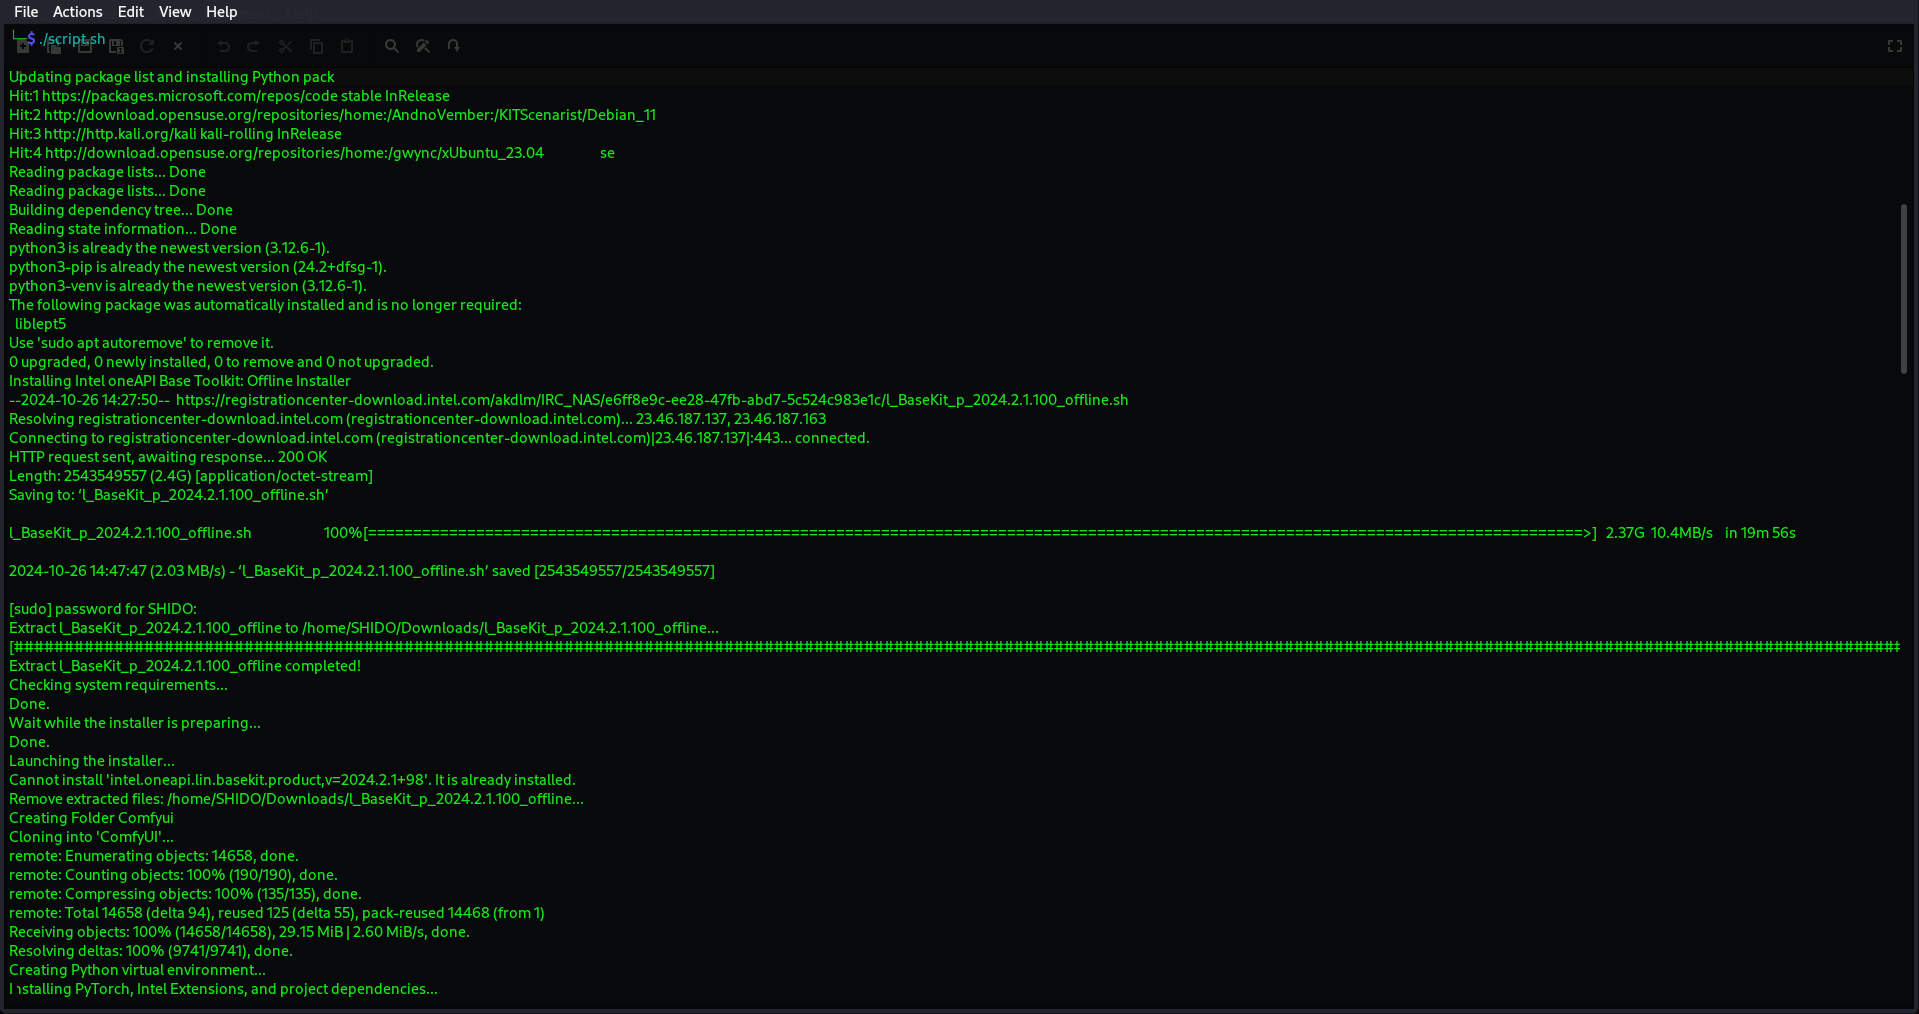 File Actions Edit View Help
└─$ ./script.sh
Updating package list and installing Python pack
Hit:1 https://packages.microsoft.com/repos/code stable InRelease
Hit:2 http://download.opensuse.org/repositories/home:/AndnoVember:/KITScenarist/Debian_11
Hit:3 http://http.kali.org/kali kali-rolling InRelease
Hit:4 http://download.opensuse.org/repositories/home:/gwync/xUbuntu_23.04 se
Reading package lists... Done
Reading package lists... Done
Building dependency tree... Done
Reading state information... Done
python3 is already the newest version (3.12.6-1).
python3-pip is already the newest version (24.2+dfsg-1).
python3-venv is already the newest version (3.12.6-1).
The following package was automatically installed and is no longer required:
liblept5
Use 'sudo apt autoremove' to remove it.
0 upgraded, 0 newly installed, 0 to remove and 0 not upgraded.
Installing Intel oneAPI Base Toolkit: Offline Installer
--2024-10-26 14:27:50-- https://registrationcenter-download.intel.com/akdlm/IRC_NAS/e6ff8e9c-ee28-47fb-abd7-5c524c983e1c/l_BaseKit_p_2024.2.1.100_offline.sh
Resolving registrationcenter-download.intel.com (registrationcenter-download.intel.com)... 23.46.187.137, 23.46.187.163
Connecting to registrationcenter-download.intel.com (registrationcenter-download.intel.com)|23.46.187.137|:443... connected.
HTTP request sent, awaiting response... 200 OK
Length: 2543549557 (2.4G) [application/octet-stream]
Saving to: ‘l_BaseKit_p_2024.2.1.100_offline.sh’
l_BaseKit_p_2024.2.1.100_offline.sh 100%[=======================================================================================================================================>] 2.37G 10.4MB/s in 19m 56s
2024-10-26 14:47:47 (2.03 MB/s) - ‘l_BaseKit_p_2024.2.1.100_offline.sh’ saved [2543549557/2543549557]
[sudo] password for SHIDO:
Extract l_BaseKit_p_2024.2.1.100_offline to /home/SHIDO/Downloads/l_BaseKit_p_2024.2.1.100_offline...
[##############################################################################################################################################################################################
Extract l_BaseKit_p_2024.2.1.100_offline completed!
Checking system requirements...
Done.
Wait while the installer is preparing...
Done.
Launching the installer...
Cannot install 'intel.oneapi.lin.basekit.product,v=2024.2.1+98'. It is already installed.
Remove extracted files: /home/SHIDO/Downloads/l_BaseKit_p_2024.2.1.100_offline...
Creating Folder Comfyui
Cloning into 'ComfyUI'...
remote: Enumerating objects: 14658, done.
remote: Counting objects: 100% (190/190), done.
remote: Compressing objects: 100% (135/135), done.
remote: Total 14658 (delta 94), reused 125 (delta 55), pack-reused 14468 (from 1)
Receiving objects: 100% (14658/14658), 29.15 MiB | 2.60 MiB/s, done.
Resolving deltas: 100% (9741/9741), done.
Creating Python virtual environment...
Installing PyTorch, Intel Extensions, and project dependencies...